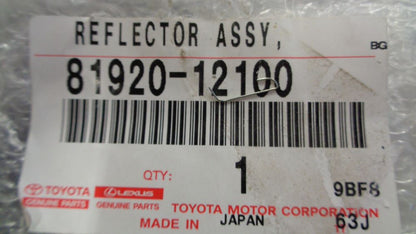 REFLECTOR ASSY,
BG
81920-12100
QTY: 1 9BF8
TOYOTA LEXUS
GENUINE PARTS GENUINE PARTS TOYOTA MOTOR CORPORATION
MADE IN JAPAN 63J